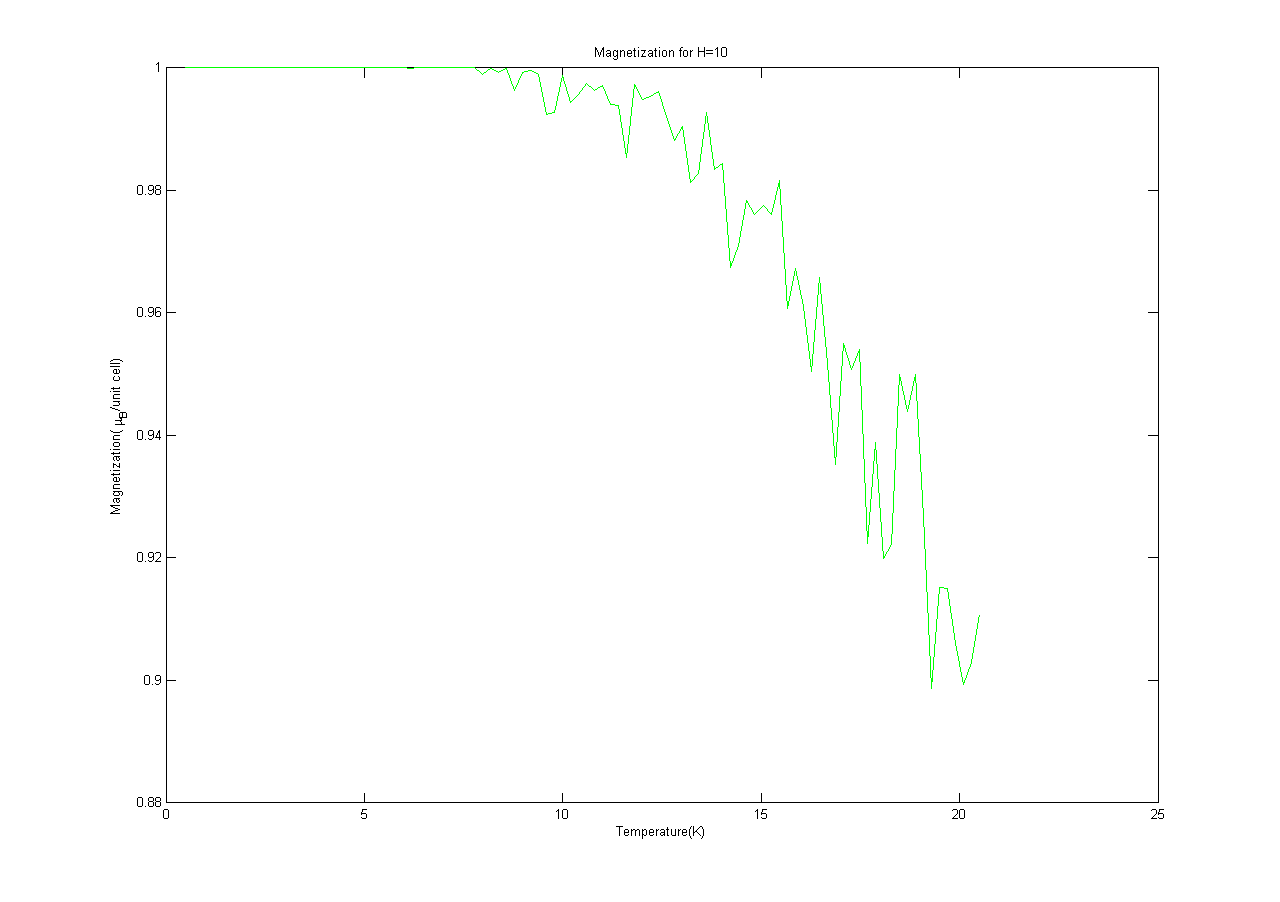 Magnetization for H=10
1
0.98
0.96
0.94
0.92
0.9
0.88
Magnetization( μB/unit cell)
0 5 10 15 20 25
Temperature(K)